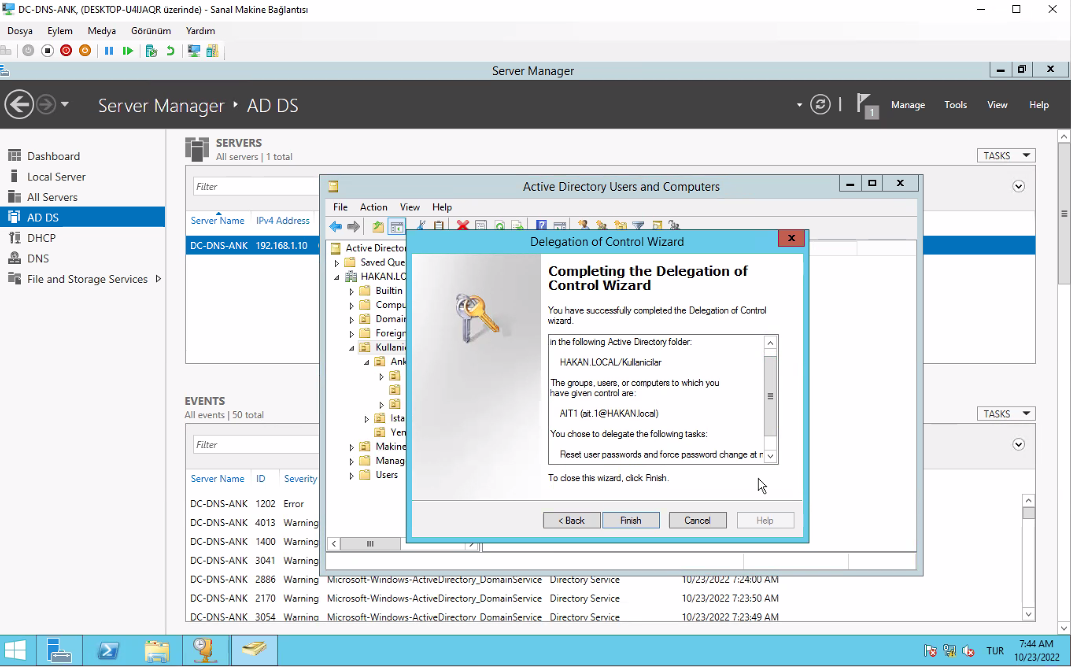 DC-DNS-ANK, (DESKTOP-U4IJAQR üzerinde) - Sanal Makine Bağlantısı
Dosya Eylem Medya Görünüm Yardım
Server Manager
Server Manager ‣ AD DS
1 Manage Tools View Help
Dashboard
Local Server
All Servers
AD DS
DHCP
DNS
File and Storage Services
SERVERS
All servers | 1 total
TASKS
Filter
Server Name IPv4 Address
DC-DNS-ANK 192.168.1.10
EVENTS
All events | 50 total
TASKS
Filter
Server Name ID Severity
DC-DNS-ANK 1202 Error
DC-DNS-ANK 4013 Warning
DC-DNS-ANK 1400 Warning
DC-DNS-ANK 3041 Warning
DC-DNS-ANK 2886 Warning Microsoft-Windows-ActiveDirectory_DomainService Directory Service 10/23/2022 7:24:00 AM
DC-DNS-ANK 2170 Warning Microsoft-Windows-ActiveDirectory_DomainService Directory Service 10/23/2022 7:23:50 AM
DC-DNS-ANK 3054 Warning Microsoft-Windows-ActiveDirectory_DomainService Directory Service 10/23/2022 7:23:49 AM
Active Directory Users and Computers
File Action View Help
Active Directo
Saved Que
HAKAN.LO
Builtin
Compu
Domain
Foreign
Kullanic
Ank
Ista
Yen
Makine
Manag
Users
Delegation of Control Wizard
Completing the Delegation of
Control Wizard
You have successfully completed the Delegation of Control
wizard.
in the following Active Directory folder:
HAKAN.LOCAL/Kullanicilar
The groups, users, or computers to which you
have given control are:
AIT1 (ait.1@HAKAN.local)
You chose to delegate the following tasks:
Reset user passwords and force password change at n
To close this wizard, click Finish.
< Back Finish Cancel Help
TUR
7:44 AM
10/23/2022